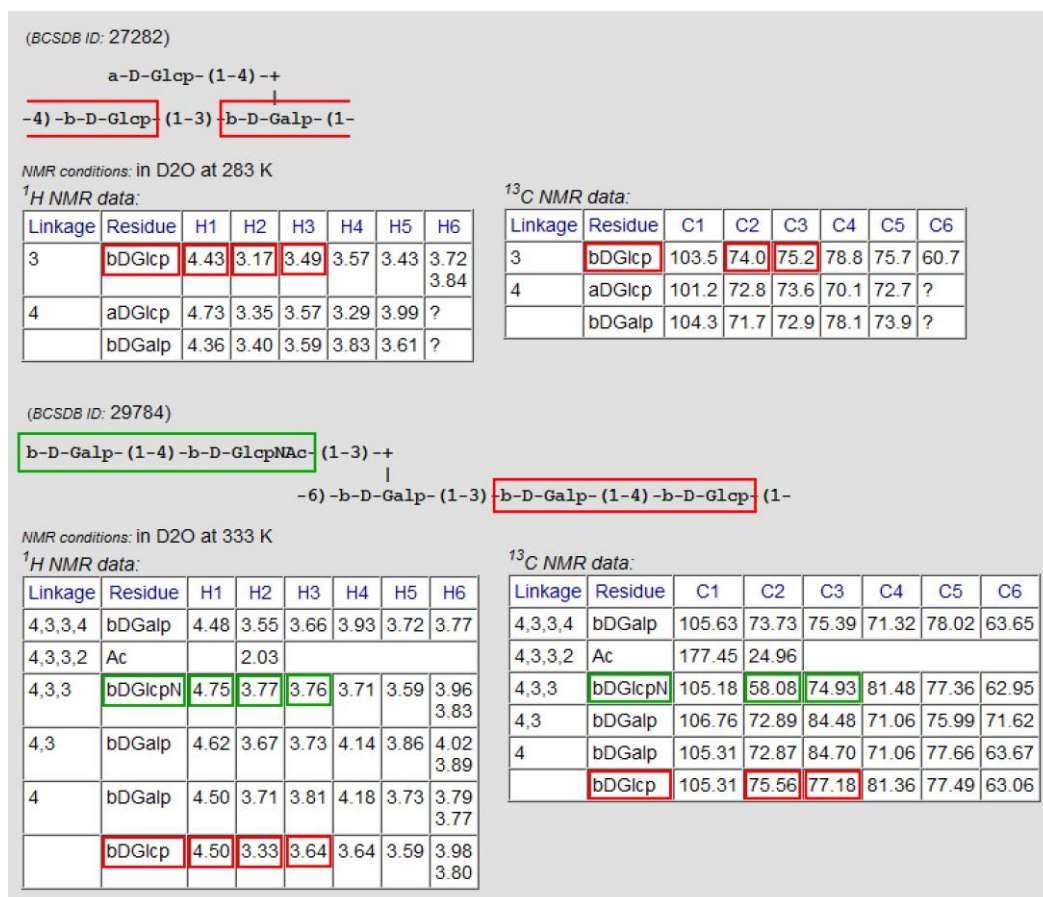 (BCSDB ID: 27282)
a-D-Glcp-(1-4)-+
|
-4)-b-D-Glcp-(1-3)-b-D-Galp-(1-
NMR conditions: in D2O at 283 K
1H NMR data:
Linkage Residue H1 H2 H3 H4 H5 H6
3 bDGlcp 4.43 3.17 3.49 3.57 3.43 3.72
3.84
4 aDGlcp 4.73 3.35 3.57 3.29 3.99 ?
bDGalp 4.36 3.40 3.59 3.83 3.61 ?
13C NMR data:
Linkage Residue C1 C2 C3 C4 C5 C6
3 bDGlcp 103.5 74.0 75.2 78.8 75.7 60.7
4 aDGlcp 101.2 72.8 73.6 70.1 72.7 ?
bDGalp 104.3 71.7 72.9 78.1 73.9 ?
(BCSDB ID: 29784)
b-D-Galp-(1-4)-b-D-GlcpNAc-(1-3)-+
|
-6)-b-D-Galp-(1-3)-b-D-Galp-(1-4)-b-D-Glcp-(1-
NMR conditions: in D2O at 333 K
1H NMR data:
Linkage Residue H1 H2 H3 H4 H5 H6
4,3,3,4 bDGalp 4.48 3.55 3.66 3.93 3.72 3.77
4,3,3,2 Ac 2.03
4,3,3 bDGlcpN 4.75 3.77 3.76 3.71 3.59 3.96
3.83
4,3 bDGalp 4.62 3.67 3.73 4.14 3.86 4.02
3.89
4 bDGalp 4.50 3.71 3.81 4.18 3.73 3.79
3.77
bDGlcp 4.50 3.33 3.64 3.64 3.59 3.98
3.80
13C NMR data:
Linkage Residue C1 C2 C3 C4 C5 C6
4,3,3,4 bDGalp 105.63 73.73 75.39 71.32 78.02 63.65
4,3,3,2 Ac 177.45 24.96
4,3,3 bDGlcpN 105.18 58.08 74.93 81.48 77.36 62.95
4,3 bDGalp 106.76 72.89 84.48 71.06 75.99 71.62
4 bDGalp 105.31 72.87 84.70 71.06 77.66 63.67
bDGlcp 105.31 75.56 77.18 81.36 77.49 63.06